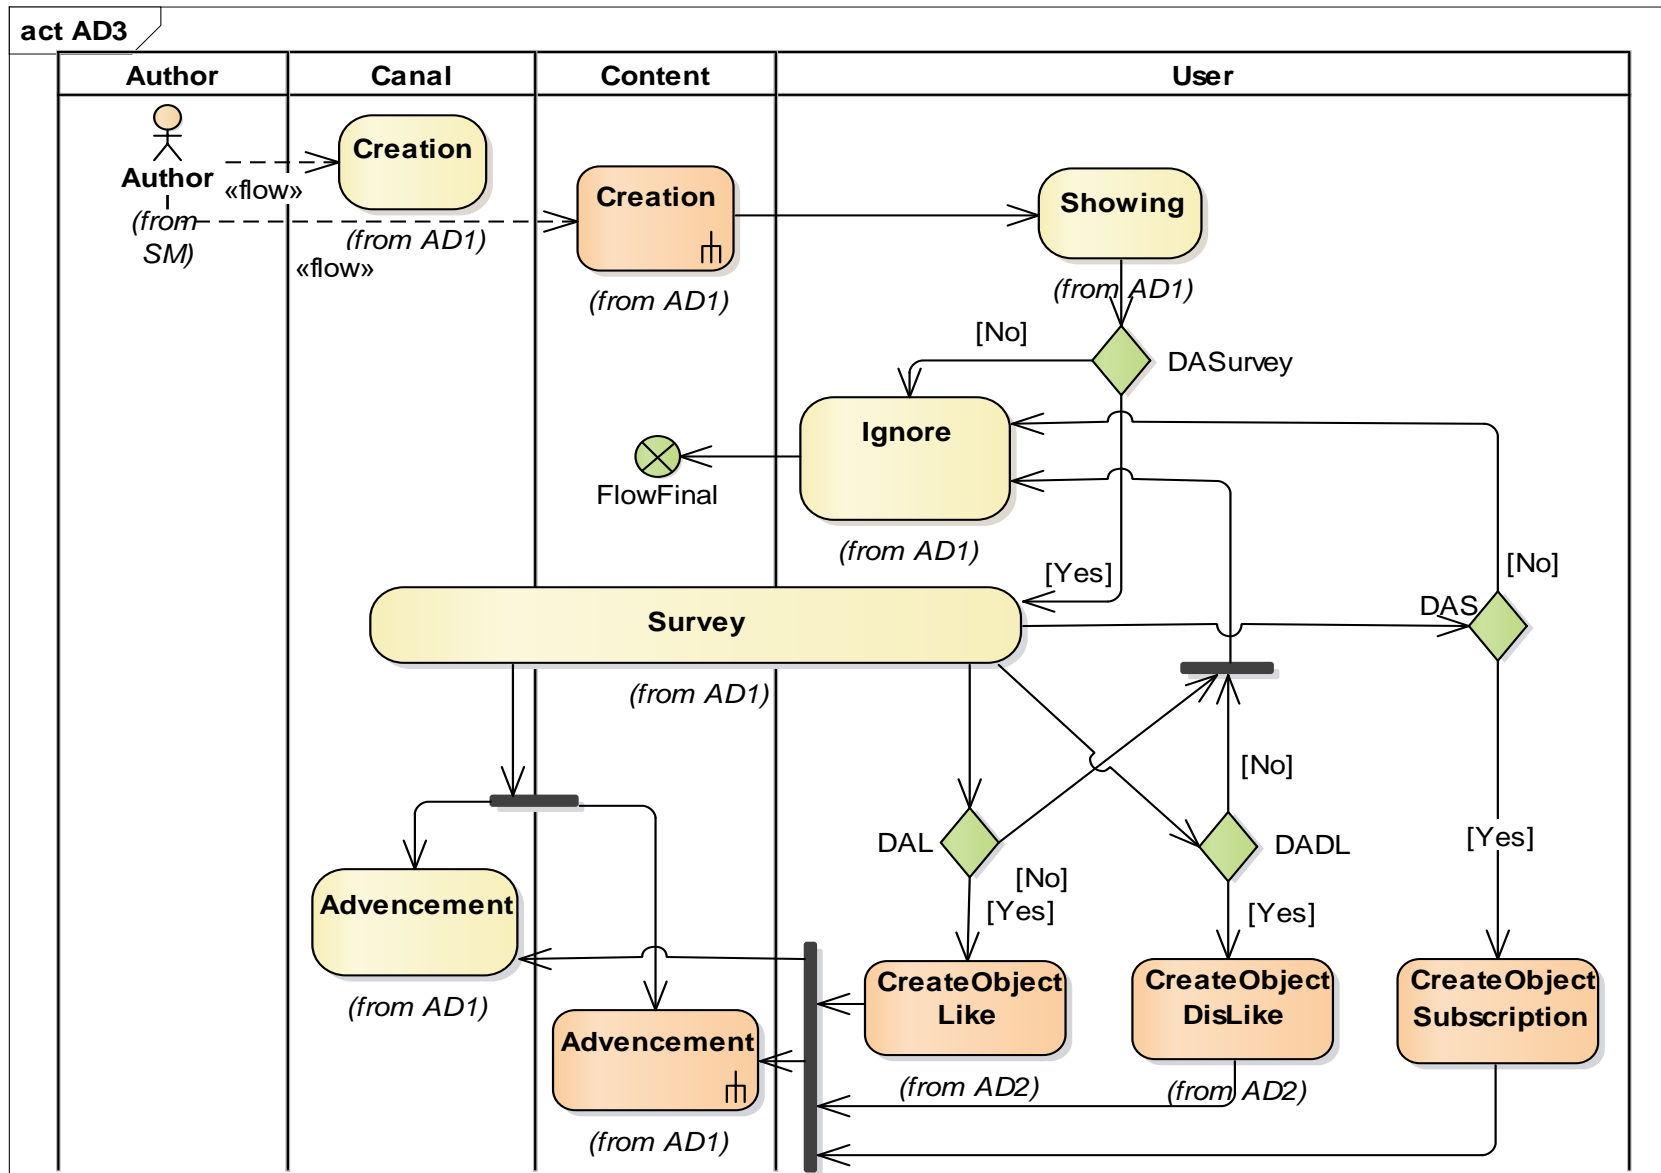 act AD3
Author
Canal
Content
User
Author
(from
SM)
«flow»
«flow»
Creation
(from AD1)
Creation
(from AD1)
Showing
(from AD1)
DASurvey
[No]
Ignore
(from AD1)
FlowFinal
[Yes]
Survey
(from AD1)
DAS
[No]
[Yes]
DAL
[No]
[Yes]
DADL
[No]
[Yes]
Advencement
(from AD1)
Advencement
(from AD1)
CreateObject
Like
(from AD2)
CreateObject
DisLike
(from AD2)
CreateObject
Subscription